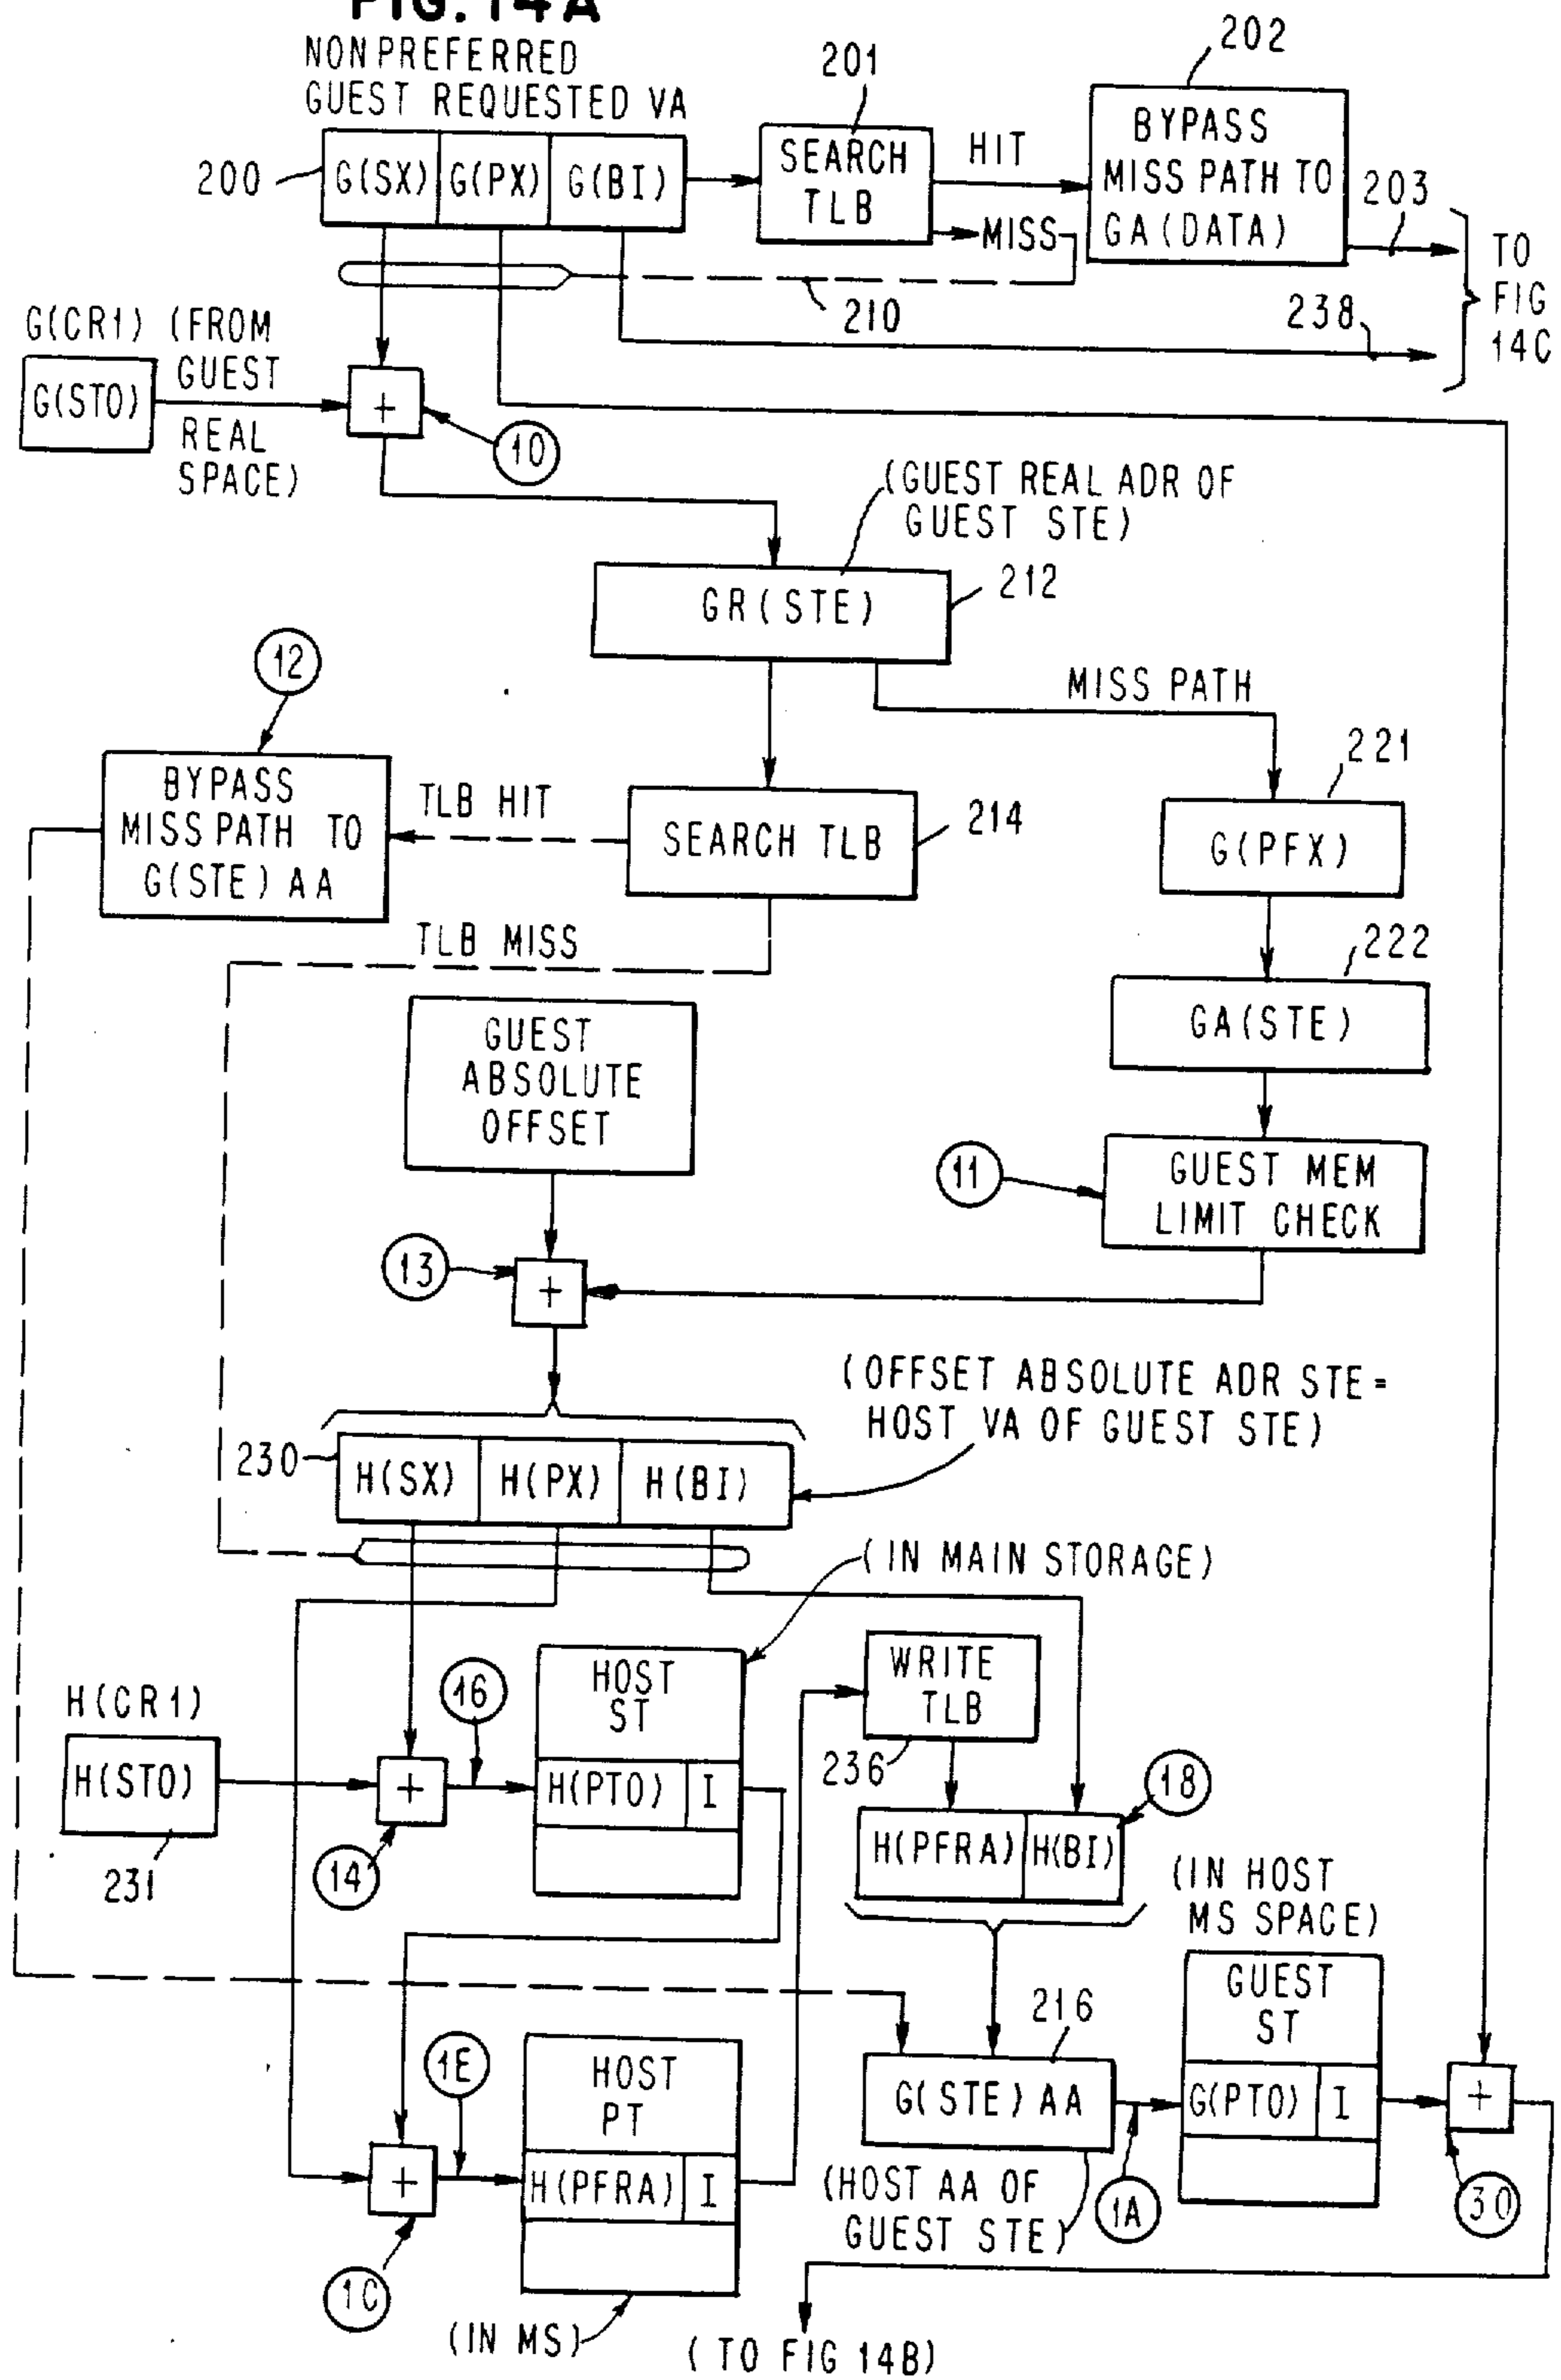 FIG. 14A
NONPREFERRED
GUEST REQUESTED VA
200
G(SX) G(PX) G(BI)
201
SEARCH
TLB
HIT
MISS
202
BYPASS
MISS PATH TO
GA (DATA)
203
TO
FIG
14C
210
238
G(CR1) (FROM
GUEST
REAL
SPACE)
G(STO)
+
10
(GUEST REAL ADR OF
GUEST STE)
GR(STE)
212
12
MISS PATH
BYPASS
MISS PATH TO
G(STE) AA
TLB HIT
SEARCH TLB
214
221
G(PFX)
TLB MISS
222
GA(STE)
GUEST
ABSOLUTE
OFFSET
11
GUEST MEM
LIMIT CHECK
13
+
(OFFSET ABSOLUTE ADR STE =
HOST VA OF GUEST STE)
230
H(SX) H(PX) H(BI)
(IN MAIN STORAGE)
H(CR1)
H(STO)
231
+
14
16
HOST
ST
H(PTO) I
WRITE
TLB
236
H(PFRA) H(BI)
18
(IN HOST
MS SPACE)
GUEST
ST
G(PTO) I
216
G(STE) AA
1A
+
30
(HOST AA OF
GUEST STE)
1E
HOST
PT
H(PFRA) I
+
1C
(IN MS)
(TO FIG 14B)